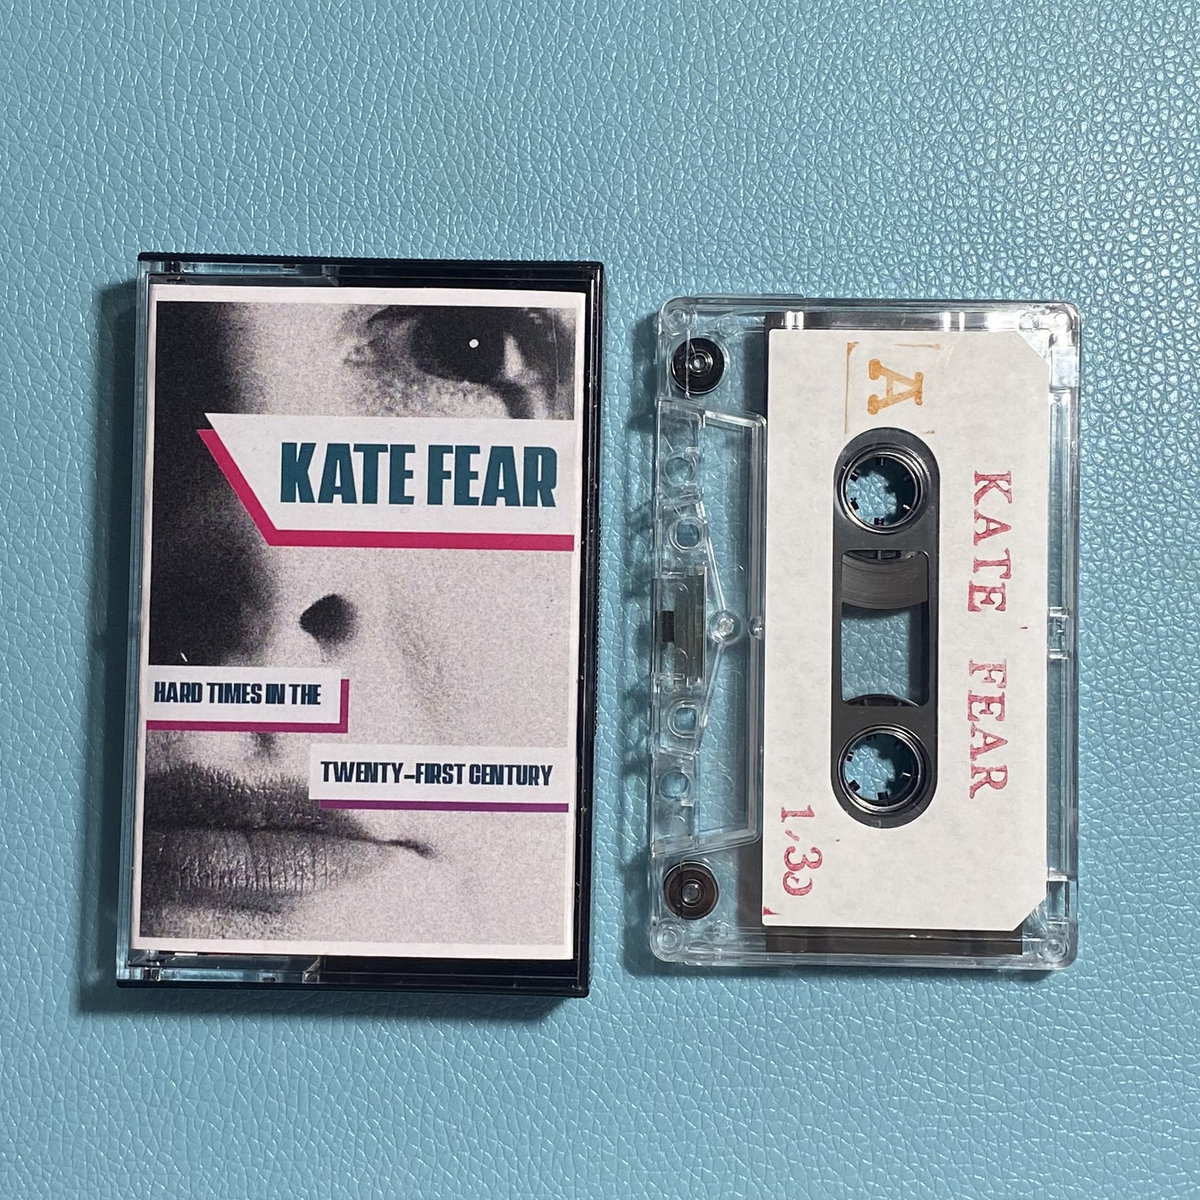 KATE FEAR
HARD TIMES IN THE
TWENTY-FIRST CENTURY
A
KATE FEAR